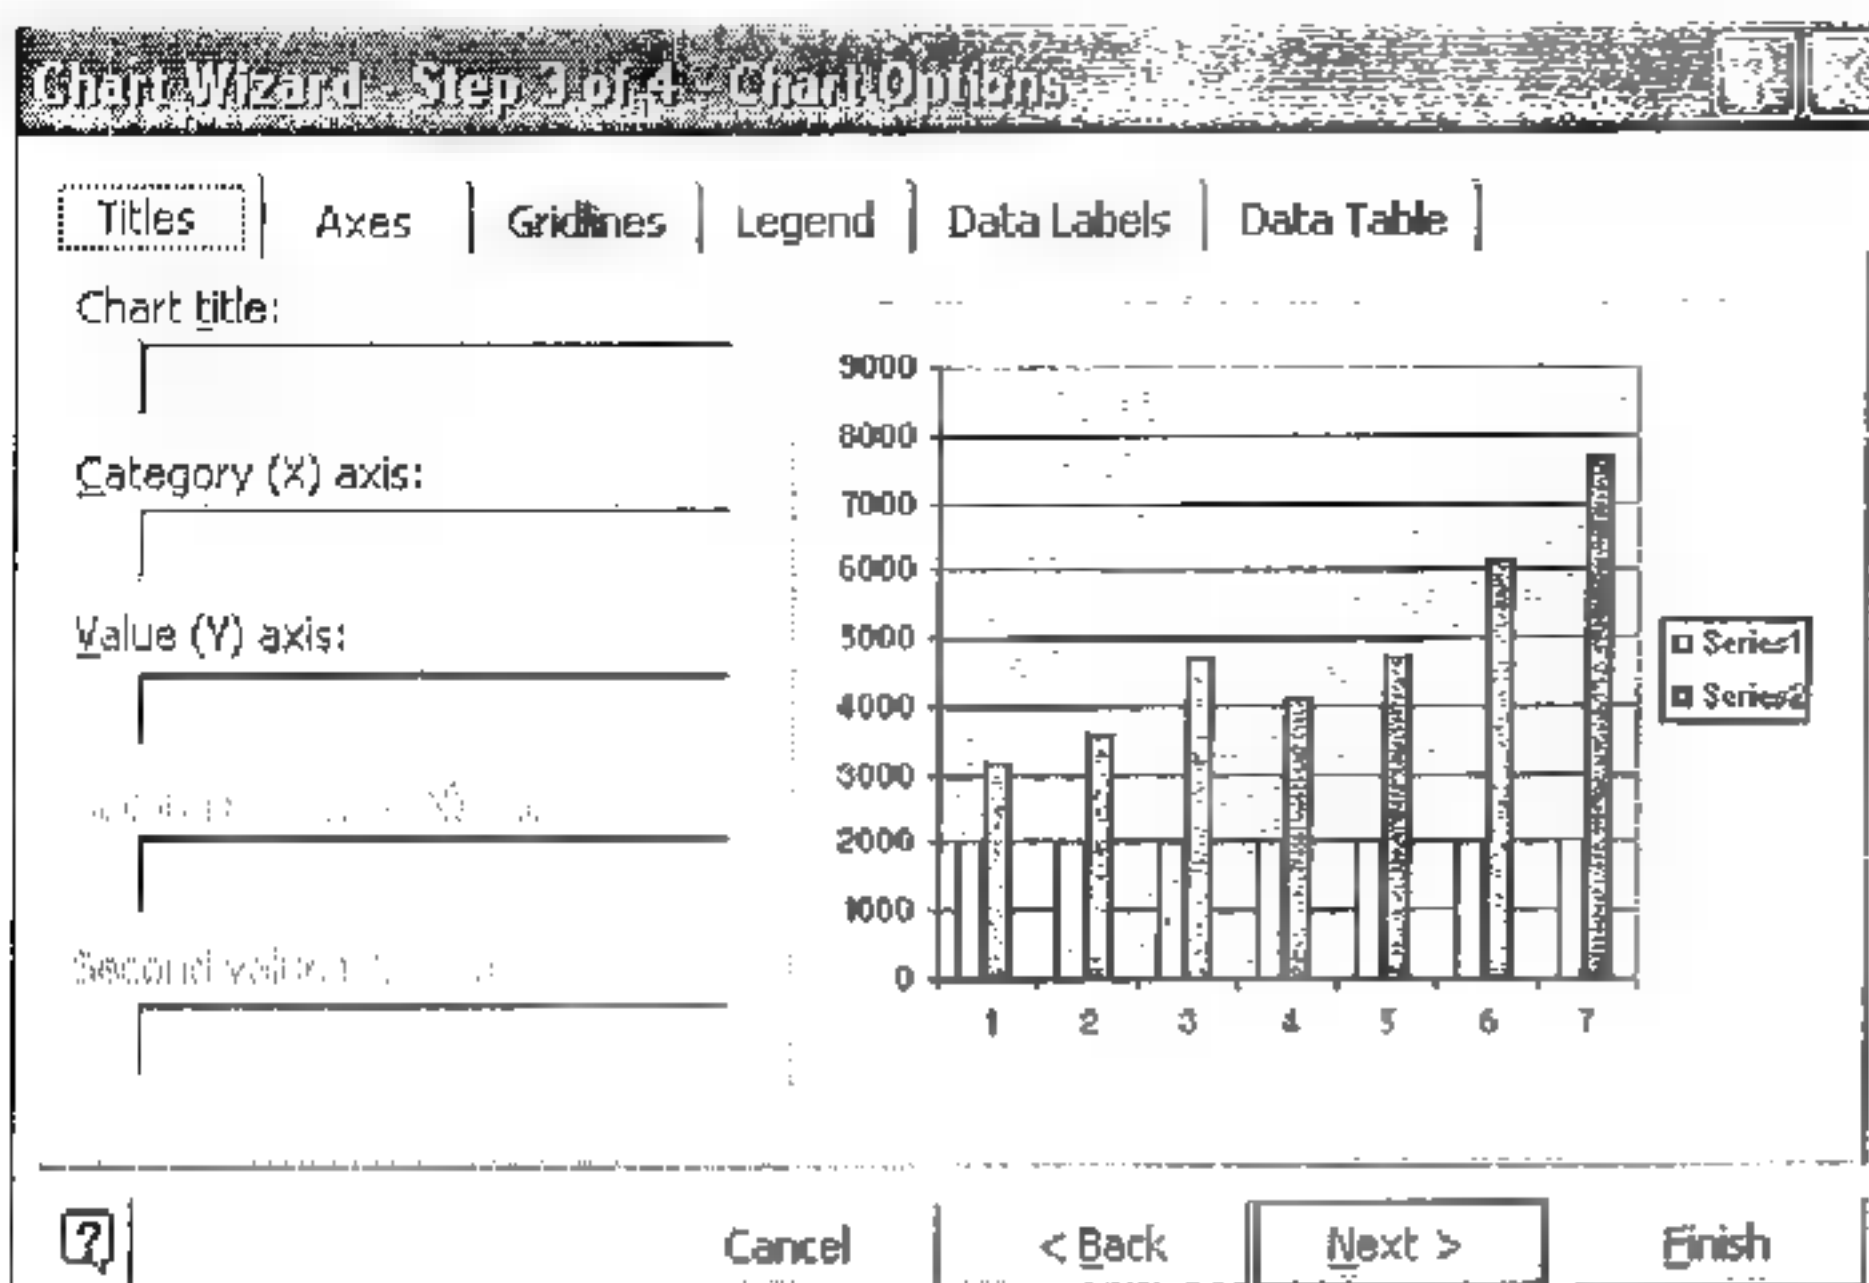 Chart Wizard - Step 3 of 4 - Chart Options
Titles Axes Gridlines Legend Data Labels Data Table
Chart title:
Category (X) axis:
Value (Y) axis:
Second
9000
8000
7000
6000
5000
4000
3000
2000
1000
0
1 2 3 4 5 6 7
Series1
Series2
? Cancel < Back Next > Finish